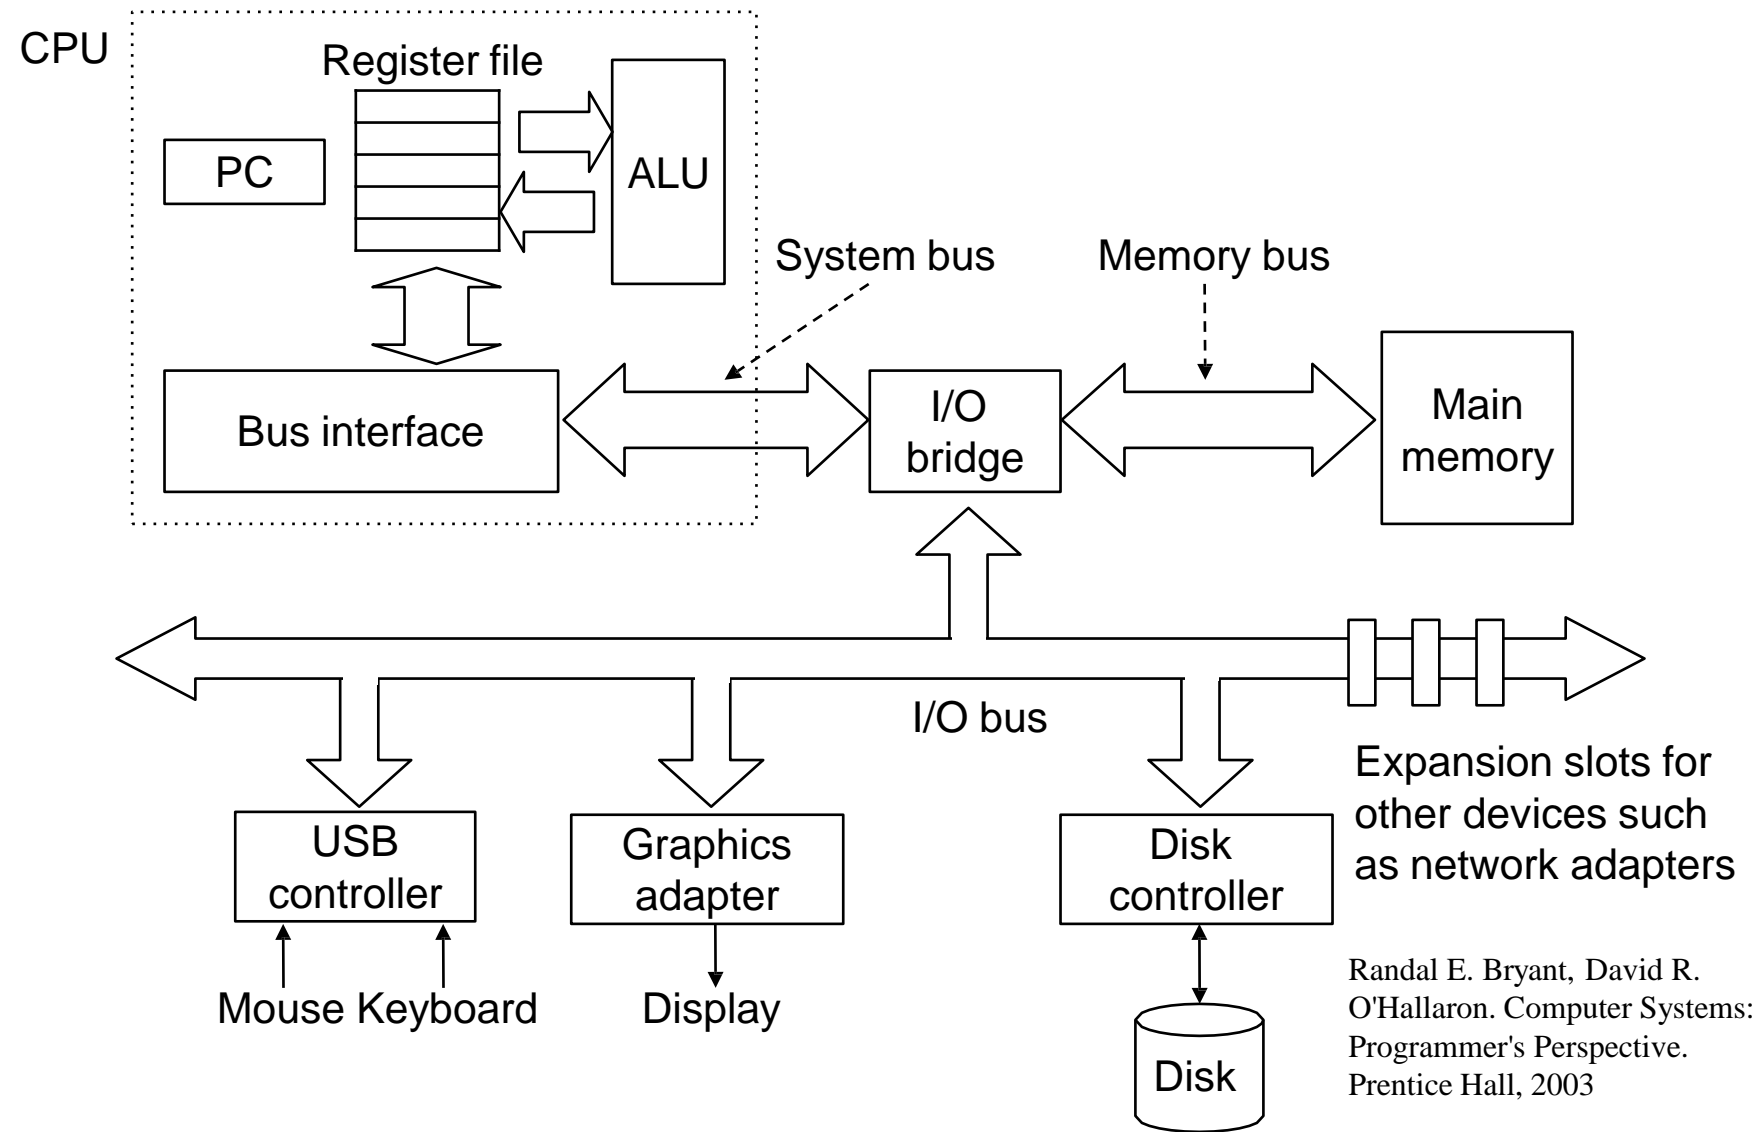 CPU
Register file
PC
ALU
System bus
Memory bus
Bus interface
I/O
bridge
Main
memory
I/O bus
Expansion slots for
other devices such
as network adapters
USB
controller
Graphics
adapter
Disk
controller
Mouse Keyboard
Display
Disk
Randal E. Bryant, David R.
O'Hallaron. Computer Systems:
Programmer's Perspective.
Prentice Hall, 2003